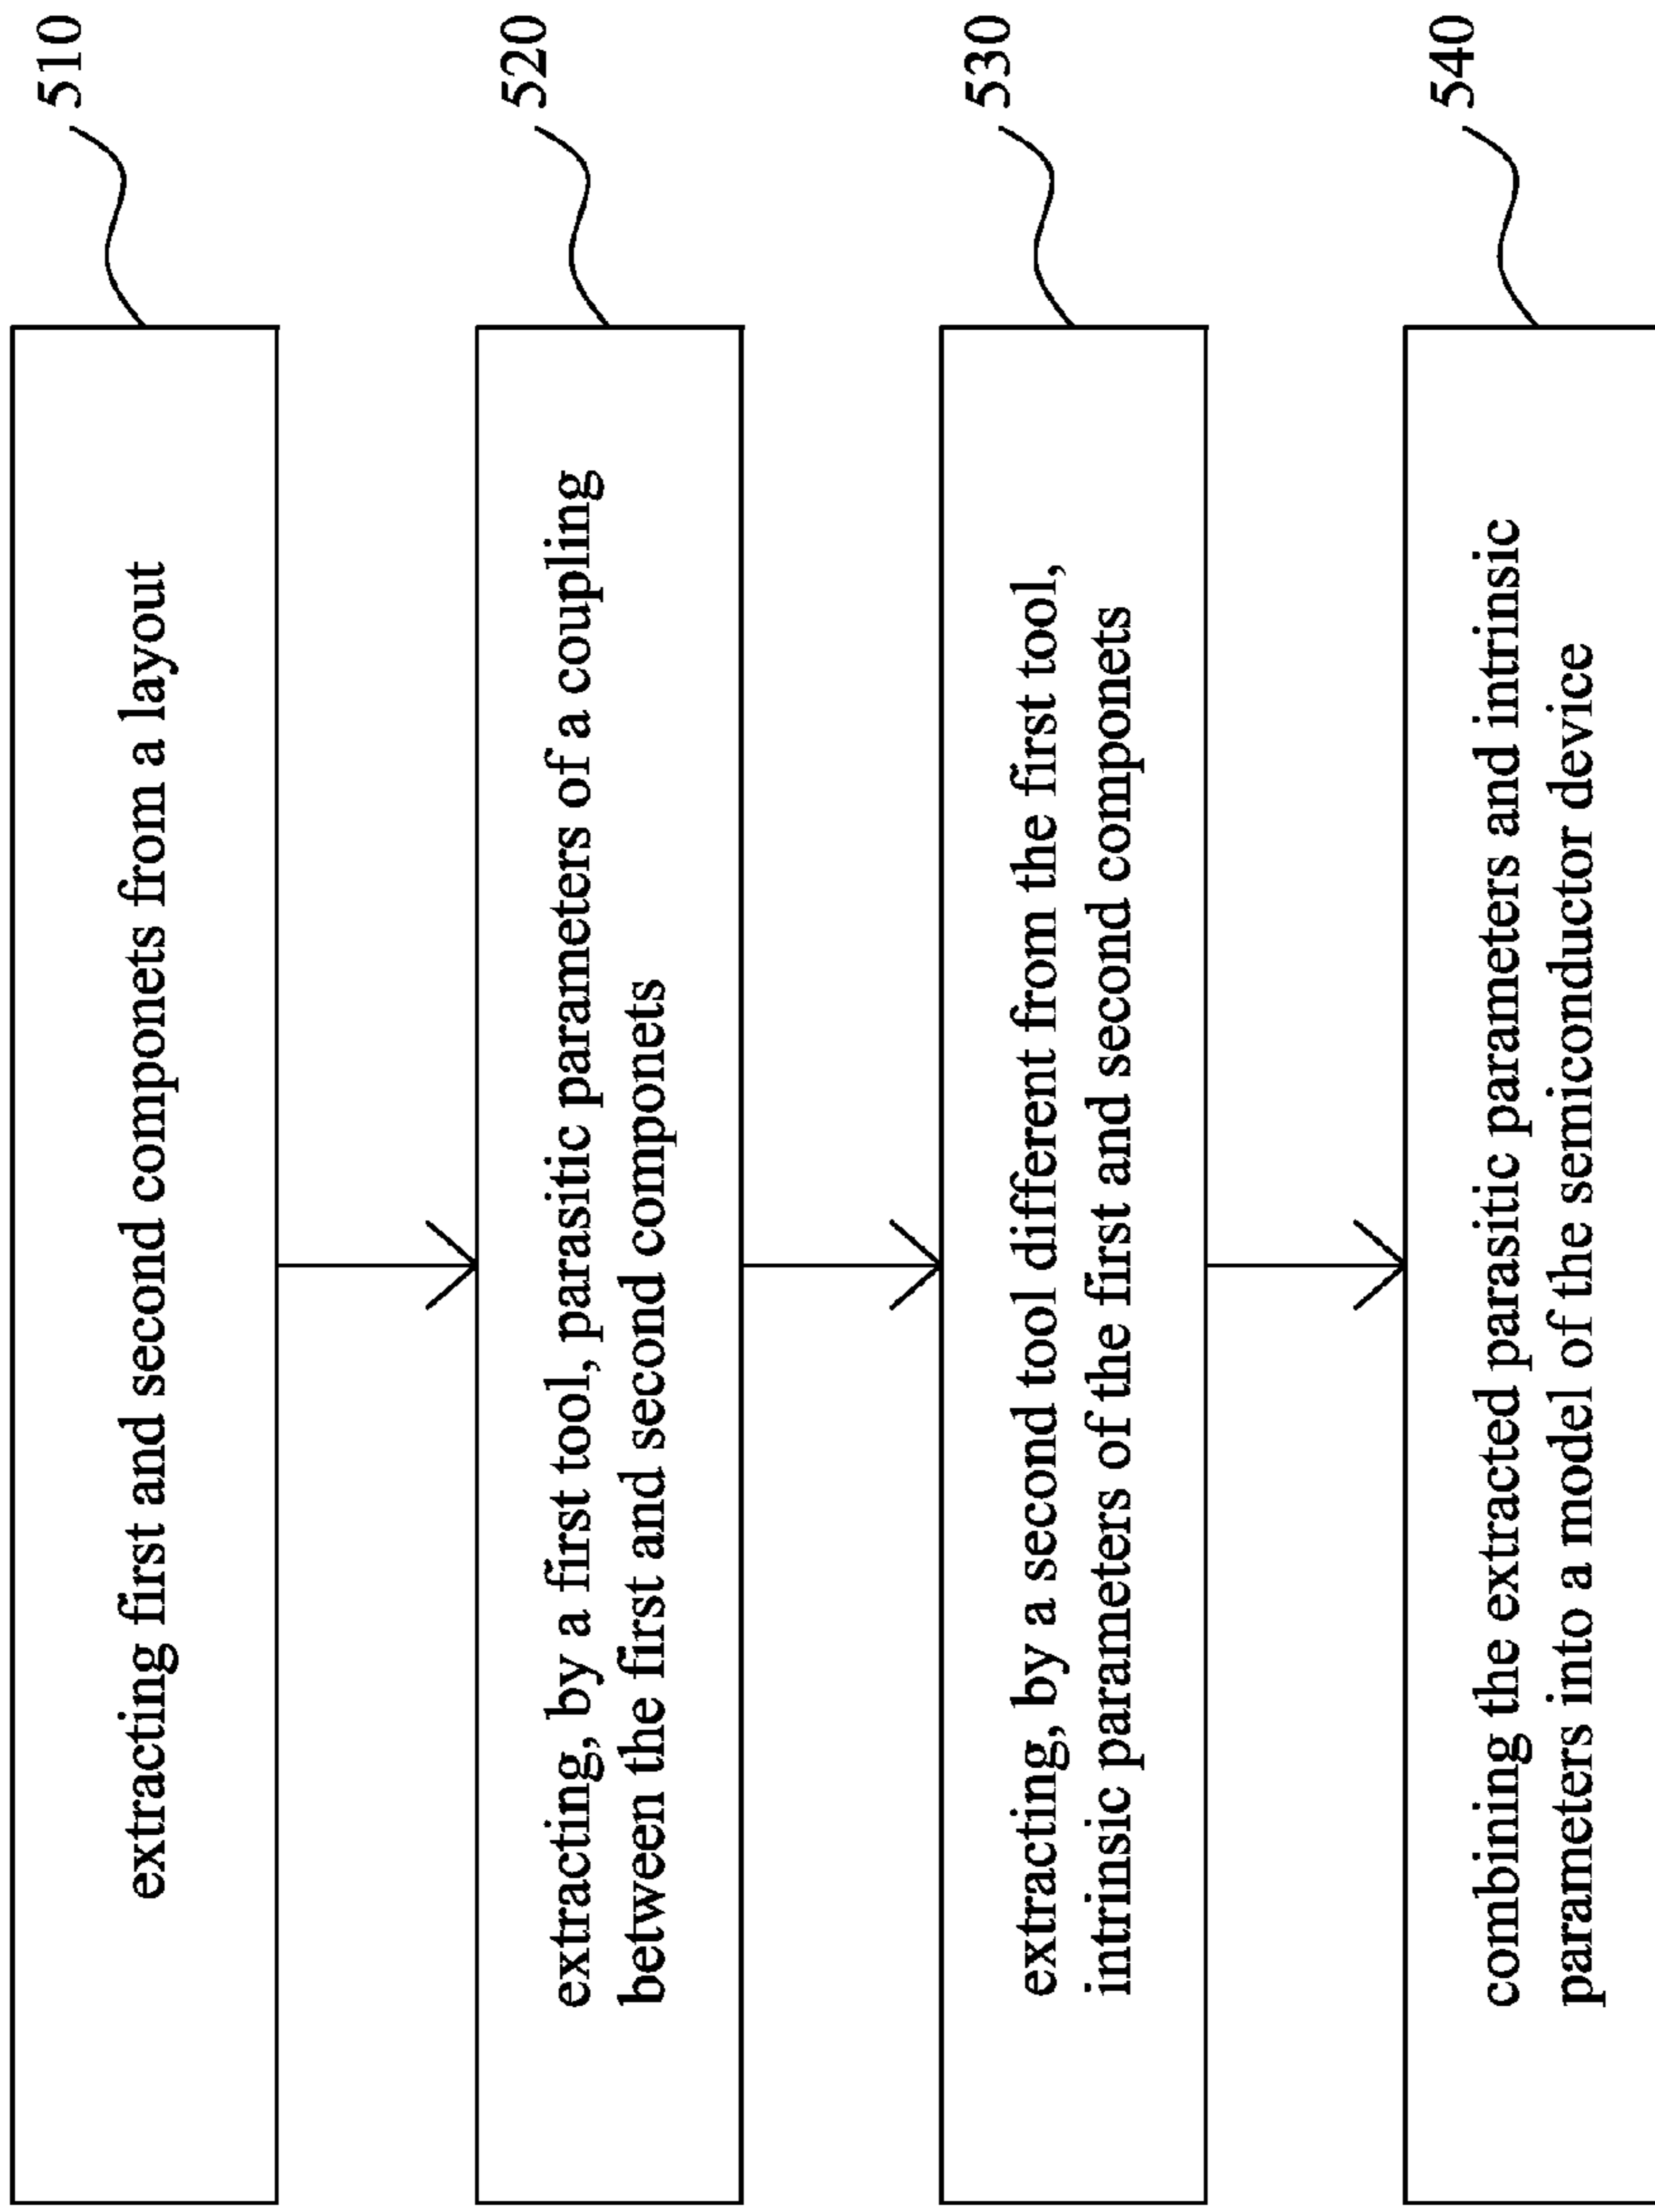 510
extracting first and second componets from a layout
520
extracting, by a first tool, parasitic parameters of a coupling
between the first and second componets
530
extracting, by a second tool different from the first tool,
intrinsic parameters of the first and second componets
540
combining the extracted parasitic parameters and intrinsic
parameters into a model of the semiconductor device